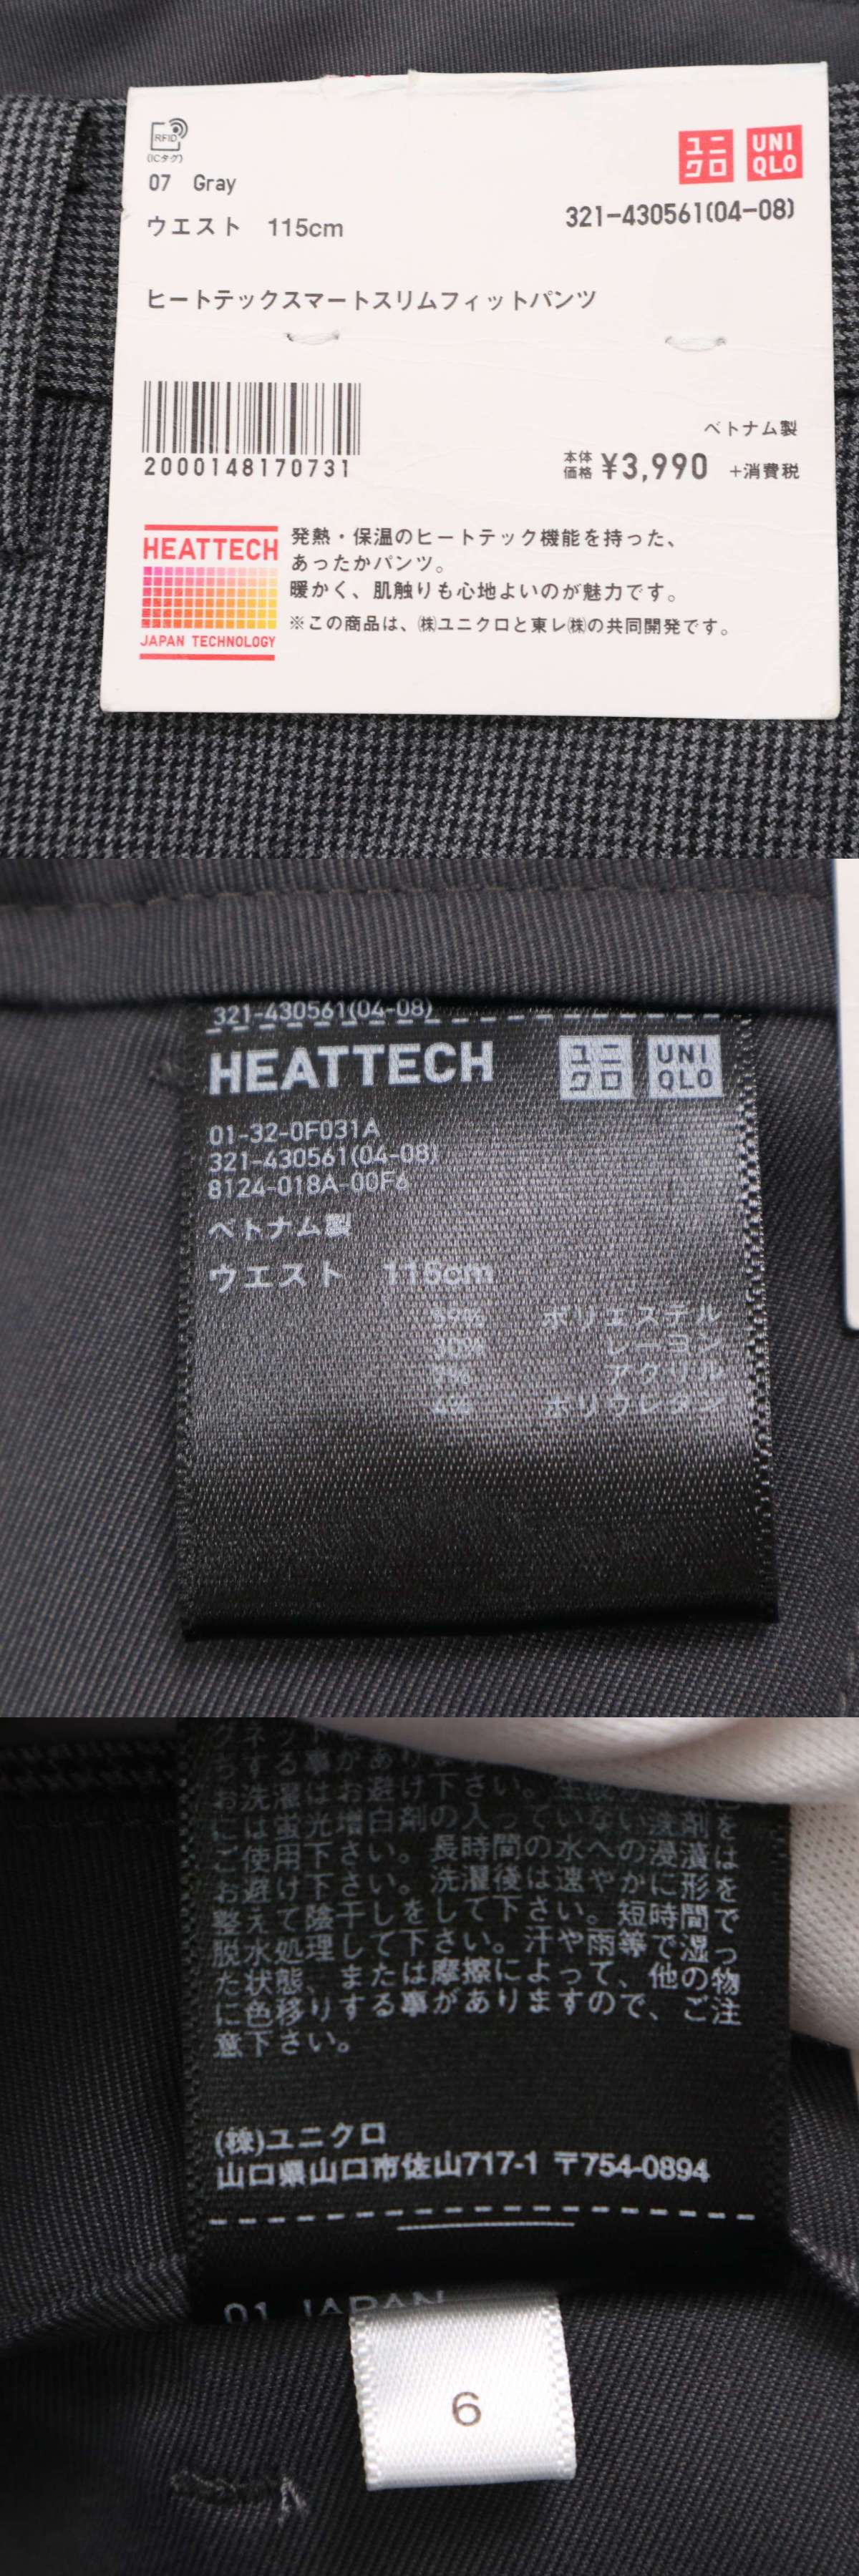 RFID
(ICタグ)
07 Gray
ユニクロ
UNIQLO
ウエスト 115cm
321-430561(04-08)
ヒートテックスマートスリムフィットパンツ
2000148170731
ベトナム製
本体価格 ¥3,990 +消費税
HEATTECH
JAPAN TECHNOLOGY
発熱・保温のヒートテック機能を持った、
あったかパンツ。
暖かく、肌触りも心地よいのが魅力です。
※この商品は、㈱ユニクロと東レ㈱の共同開発です。
321-430561(04-08)
HEATTECH
ユニクロ
UNIQLO
01-32-0F031A
321-430561(04-08)
8124-018A-00F6
ベトナム製
ウエスト 115cm
59% ポリエステル
30% レーヨン
7% アクリル
4% ポリウレタン
お洗濯はお避け下さい。
には蛍光増白剤の入っていない洗剤を
ご使用下さい。長時間の水への浸漬は
お避け下さい。洗濯後は速やかに形を
整えて陰干しをして下さい。短時間で
脱水処理して下さい。汗や雨等で湿っ
た状態、または摩擦によって、他の物
に色移りする事がありますので、ご注
意下さい。
(株)ユニクロ
山口県山口市佐山717-1 〒754-0894
01 JAPAN
6